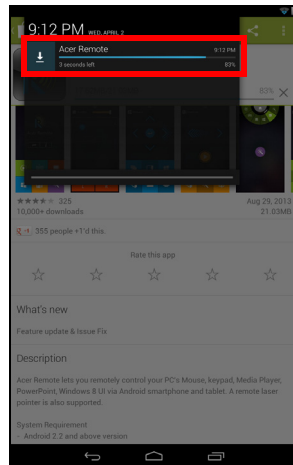 9:12 PM WED, APRIL 2
Acer Remote 9:12 PM
3 seconds left 83%
83%
325 Aug 29, 2013
10,000+ downloads 21.03MB
355 people +1'd this.
Rate this app
What's new
Feature update & Issue Fix
Description
Acer Remote lets you remotely control your PC's Mouse, keypad, Media Player,
PowerPoint, Windows 8 UI via Android smartphone and tablet. A remote laser
pointer is also supported.
System Requirement
- Android 2.3 and above version